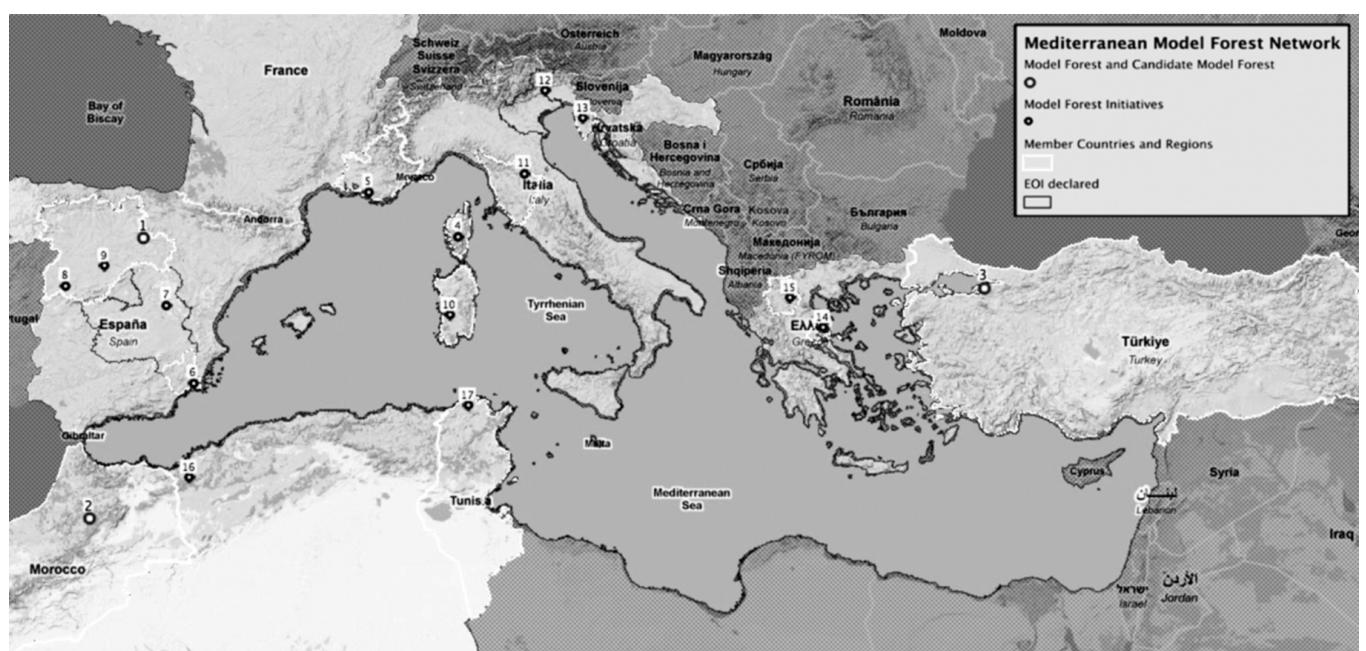 Mediterranean Model Forest Network
Model Forest and Candidate Model Forest
Model Forest Initiatives
Member Countries and Regions
EOI declared
Österreich
Austria
Moldova
Schweiz
Suisse
Svizzera
Switzerland
Magyarország
Hungary
France
Bay of
Biscay
12
Slovenija
România
Romania
13
Hrvatska
Croatia
Bosna i
Hercegovina
Bosnia and
Herzegovina
Србија
Serbia
11
Italia
Italy
5
Monaco
Andorra
Crna Gora
Montenegro
Kosova
Kosovo
България
Bulgaria
1
4
Македонија
Macedonia (FYROM)
Shqipëria
Albania
9
8
7
3
15
10
Tyrrhenian
Sea
España
Spain
14
Türkiye
Turkey
6
17
Gibraltar
Malta
16
Cyprus
Syria
2
Tunisia
Mediterranean
Sea
لبنان
Lebanon
Iraq
Morocco
ישראל
Israel
الأردن
Jordan